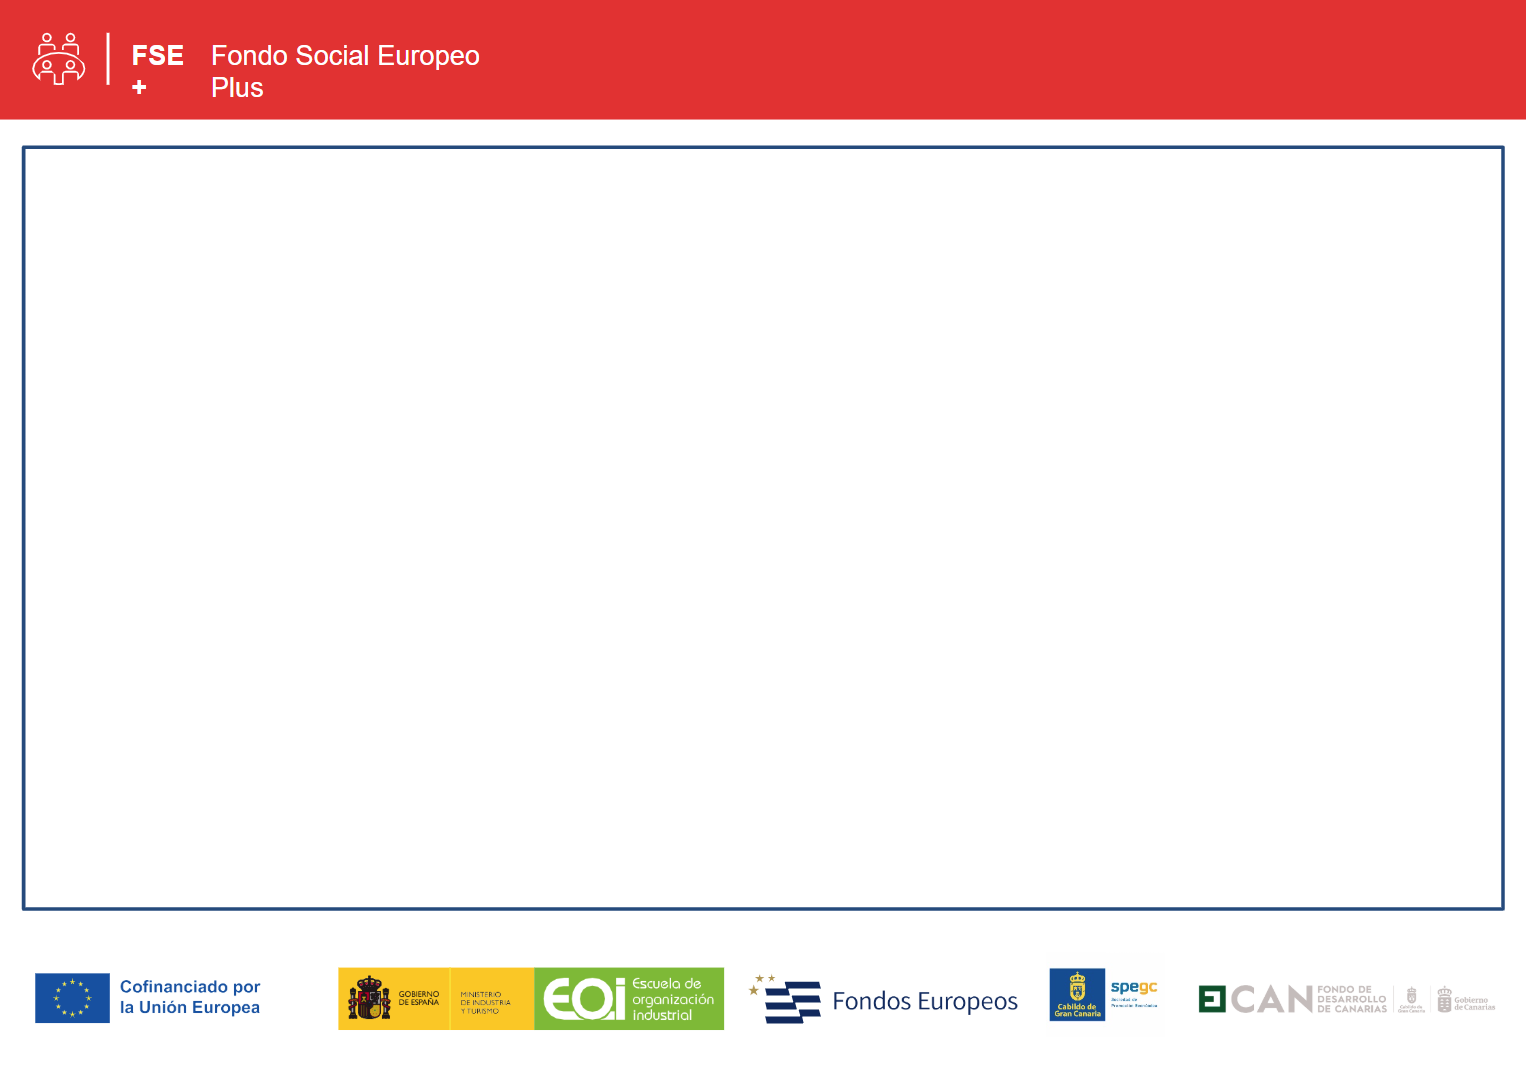 FSE Fondo Social Europeo
+ Plus
Cofinanciado por
la Unión Europea
GOBIERNO
DE ESPAÑA
MINISTERIO
DE INDUSTRIA
Y TURISMO
EOI
Escuela de
organización
industrial
Fondos Europeos
Cabildo de
Gran Canaria
spegc
Sociedad de
Promoción Económica
CAN
FONDO DE
DESARROLLO
DE CANARIAS
Cabildo de
Gran Canaria
Gobierno
de Canarias